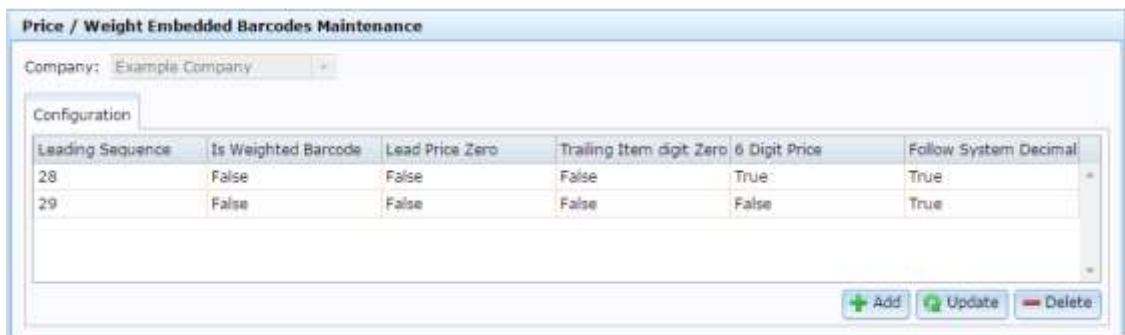 Price / Weight Embedded Barcodes Maintenance
Company: Example Company
Configuration
Leading Sequence Is Weighted Barcode Lead Price Zero Trailing Item digit Zero 6 Digit Price Follow System Decimal
28 False False False True True
29 False False False False True
Add Update Delete